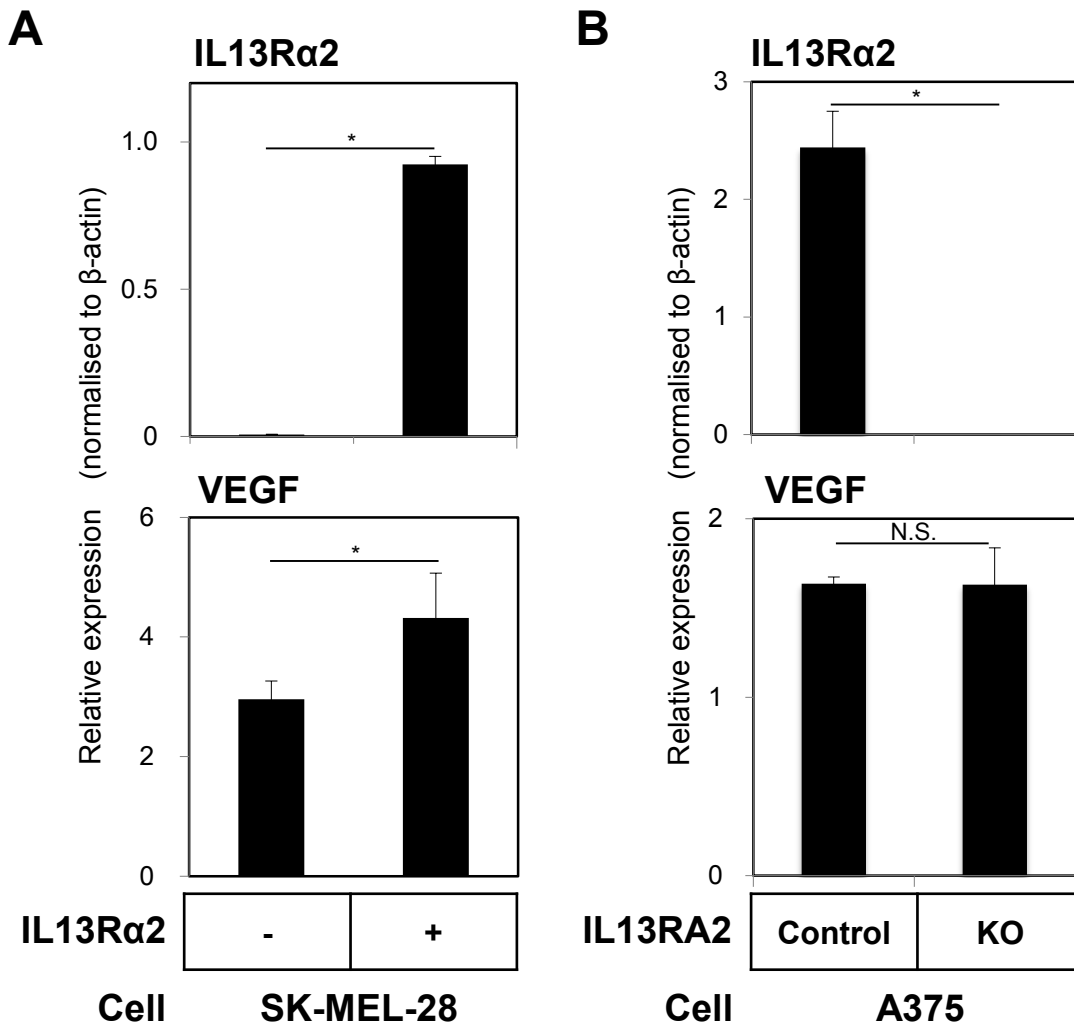 A
IL13Rα2
1.0
0.5
0
*
VEGF
6
4
2
0
*
Relative expression (normalised to β-actin)
IL13Rα2
-
+
Cell
SK-MEL-28
B
IL13Rα2
3
2
1
0
*
VEGF
2
1
0
N.S.
Relative expression (normalised to β-actin)
IL13RA2
Control
KO
Cell
A375